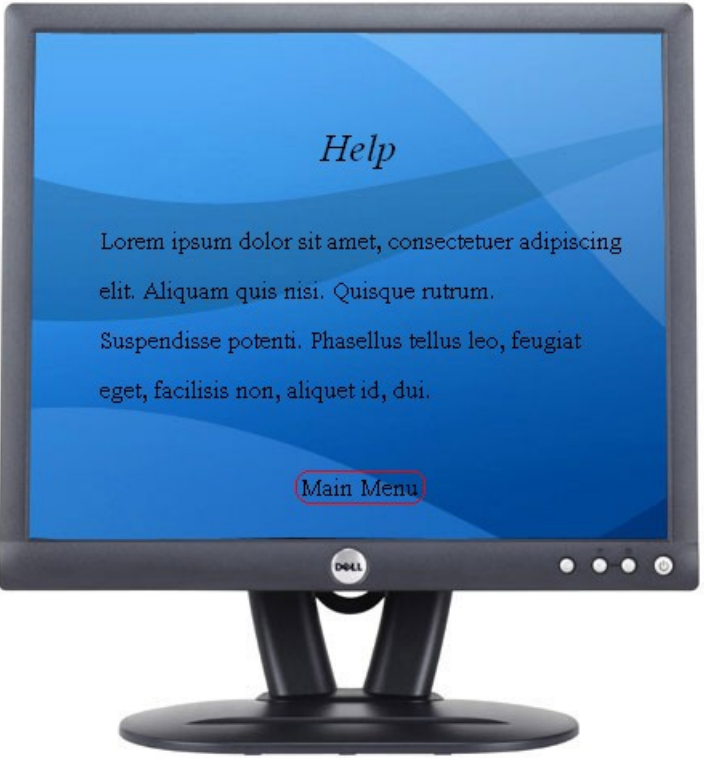 Help
Lorem ipsum dolor sit amet, consectetuer adipiscing
elit. Aliquam quis nisi. Quisque rutrum.
Suspendisse potenti. Phasellus tellus leo, feugiat
eget, facilisis non, aliquet id, dui.
Main Menu
DELL